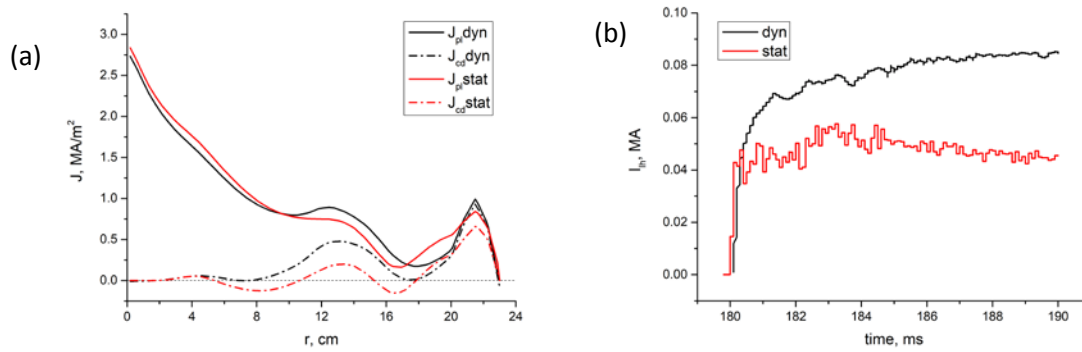 (a)
J, MA/m²
3.0
2.5
2.0
1.5
1.0
0.5
0.0
J_pl dyn
J_cd dyn
J_pl stat
J_cd stat
0 4 8 12 16 20 24
r, cm
(b)
I_lh, MA
0.10
0.08
0.06
0.04
0.02
0.00
dyn
stat
180 182 184 186 188 190
time, ms